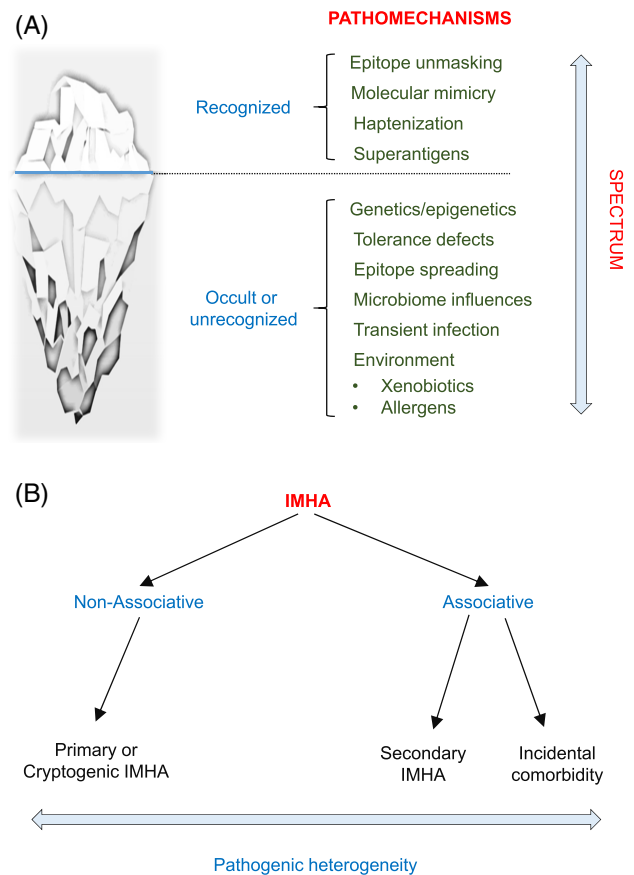 (A)
PATHOMECHANISMS
Recognized
Epitope unmasking
Molecular mimicry
Haptenization
Superantigens
Occult or
unrecognized
Genetics/epigenetics
Tolerance defects
Epitope spreading
Microbiome influences
Transient infection
Environment
• Xenobiotics
• Allergens
SPECTRUM
(B)
IMHA
Non-Associative
Associative
Primary or
Cryptogenic IMHA
Secondary
IMHA
Incidental
comorbidity
Pathogenic heterogeneity